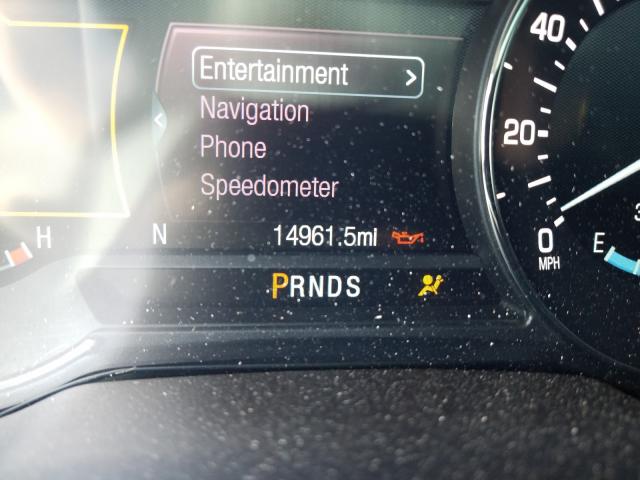 Entertainment >
Navigation
Phone
Speedometer
40
20
0
MPH
H
N
14961.5mi
E
PRNDS